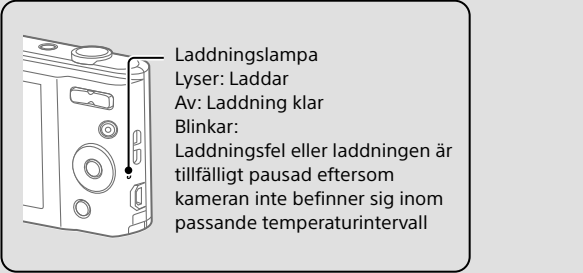 Laddningslampa
Lyser: Laddar
Av: Laddning klar
Blinkar:
Laddningsfel eller laddningen är
tillfälligt pausad eftersom
kameran inte befinner sig inom
passande temperaturintervall